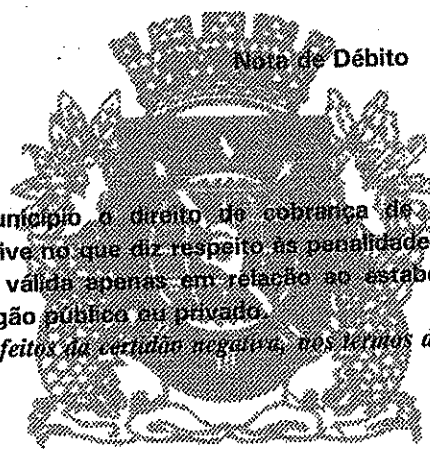 Nota de Débito
unicípio o direito de cobrança de
ive no que diz respeito às penalidade
válida apenas em relação ao estabe
gão público ou privado.
feitos da certidão negativa, nos termos d